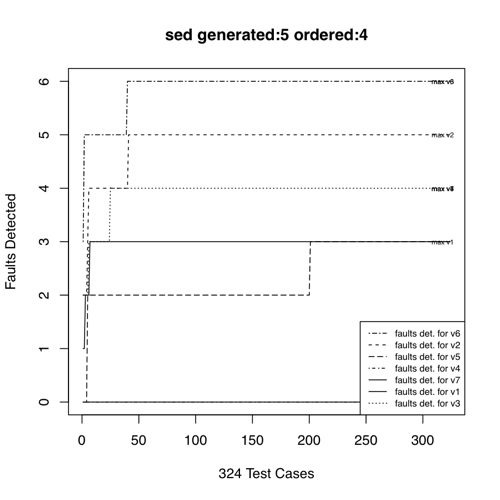 sed generated:5 ordered:4
6
max v6
5
max v2
4
3
max v1
2
1
0
Faults Detected
faults det. for v6
faults det. for v2
faults det. for v5
faults det. for v4
faults det. for v7
faults det. for v1
faults det. for v3
0 50 100 150 200 250 300
324 Test Cases